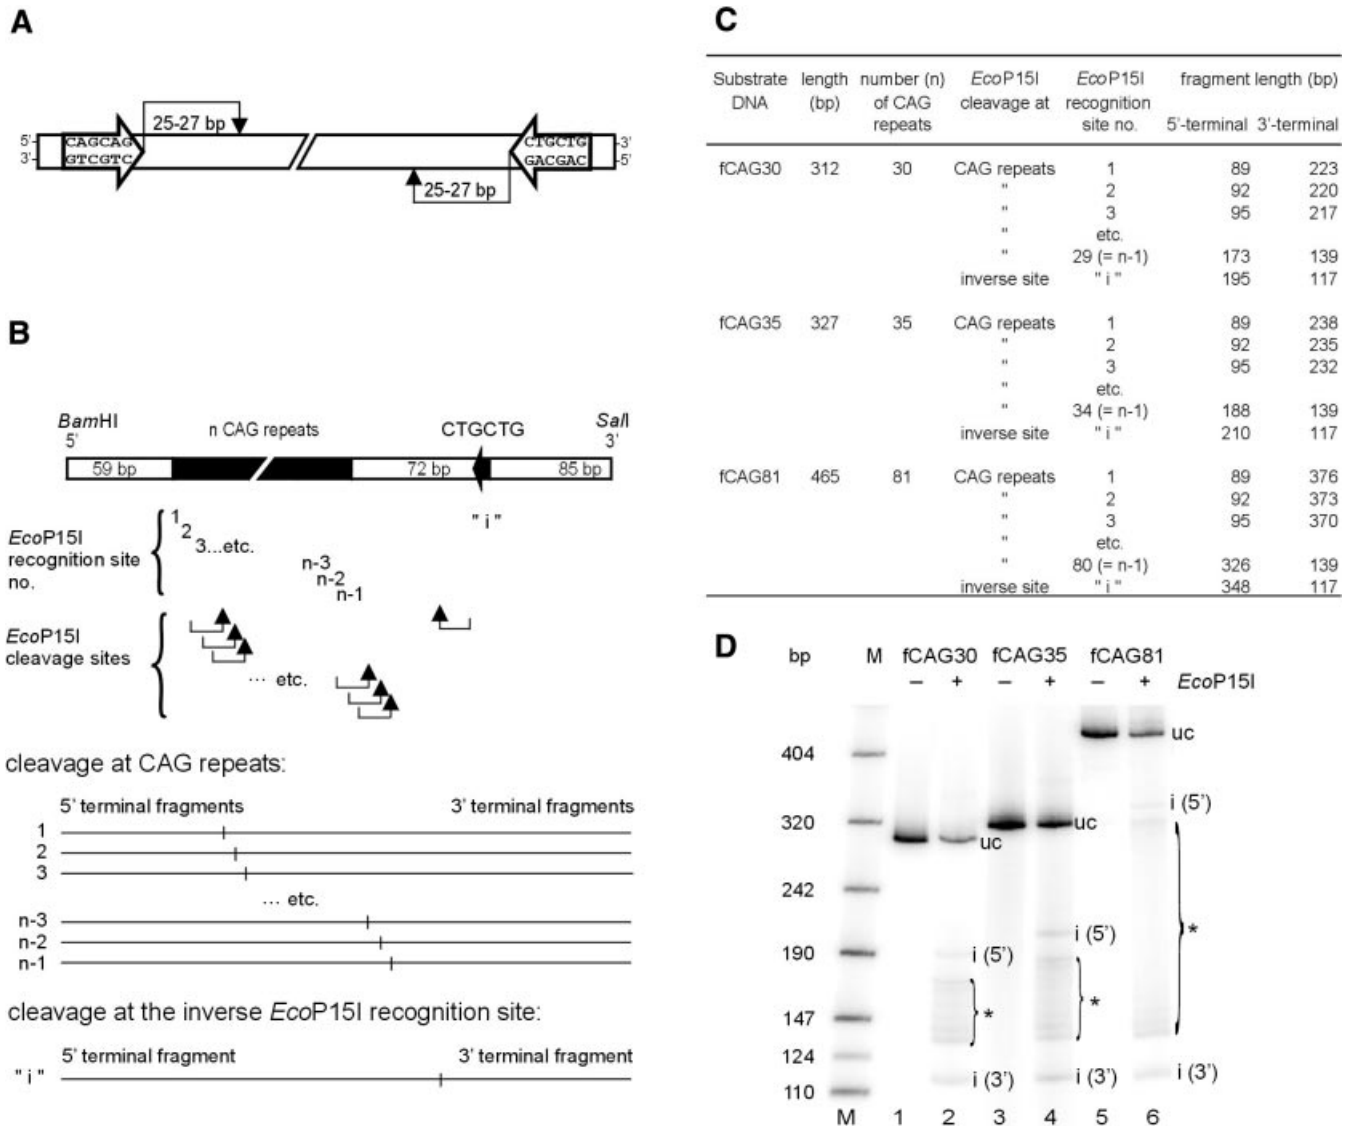 A
25-27 bp
5'- CAGCAG CTGCTG -3'
3'- GTCGTC GACGAC -5'
25-27 bp
B
BamHI n CAG repeats CTGCTG SalI
5' 3'
59 bp 72 bp 85 bp
EcoP15I recognition site no.
1
2
3...etc.
n-3
n-2
n-1
" i "
EcoP15I cleavage sites
... etc.
cleavage at CAG repeats:
5' terminal fragments 3' terminal fragments
1
2
3
... etc.
n-3
n-2
n-1
cleavage at the inverse EcoP15I recognition site:
5' terminal fragment 3' terminal fragment
" i "
C
Substrate length number (n) EcoP15I EcoP15I fragment length (bp)
DNA (bp) of CAG cleavage at recognition
repeats site no. 5'-terminal 3'-terminal
fCAG30 312 30 CAG repeats 1 89 223
" 2 92 220
" 3 95 217
" etc.
" 29 (= n-1) 173 139
inverse site " i " 195 117
fCAG35 327 35 CAG repeats 1 89 238
" 2 92 235
" 3 95 232
" etc.
" 34 (= n-1) 188 139
inverse site " i " 210 117
fCAG81 465 81 CAG repeats 1 89 376
" 2 92 373
" 3 95 370
" etc.
" 80 (= n-1) 326 139
inverse site " i " 348 117
D
bp M fCAG30 fCAG35 fCAG81
– + – + – + EcoP15I
uc
404
i (5')
320
uc
uc
242
i (5')
*
190
i (5')
*
*
147
124
i (3')
i (3')
i (3')
110
M 1 2 3 4 5 6